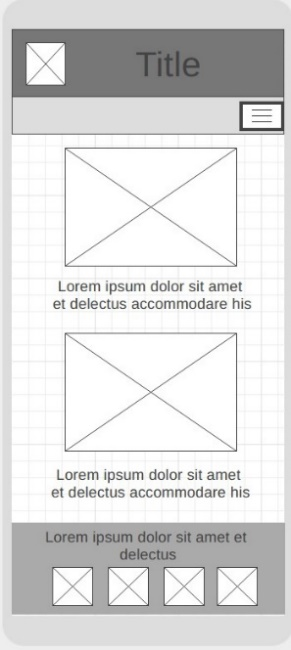 Title
Lorem ipsum dolor sit amet
et delectus accommodare his
Lorem ipsum dolor sit amet
et delectus accommodare his
Lorem ipsum dolor sit amet et
delectus